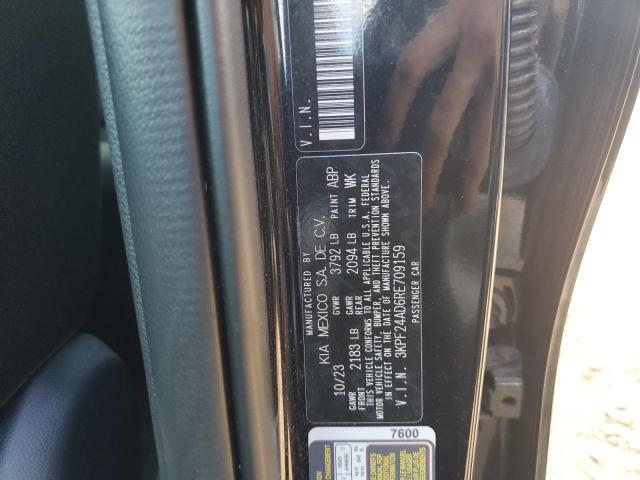 V.I.N.
MANUFACTURED BY
KIA MEXICO S.A. DE C.V.
10/23 GVWR 3792 LB PAINT ABP
GAWR FRONT 2183 LB GAWR REAR 2094 LB TRIM WK
THIS VEHICLE CONFORMS TO ALL APPLICABLE U.S.A. FEDERAL
MOTOR VEHICLE SAFETY, BUMPER, AND THEFT PREVENTION STANDARDS
IN EFFECT ON THE DATE OF MANUFACTURE SHOWN ABOVE.
V.I.N. 3KPF24AD6RE709159
PASSENGER CAR
7600